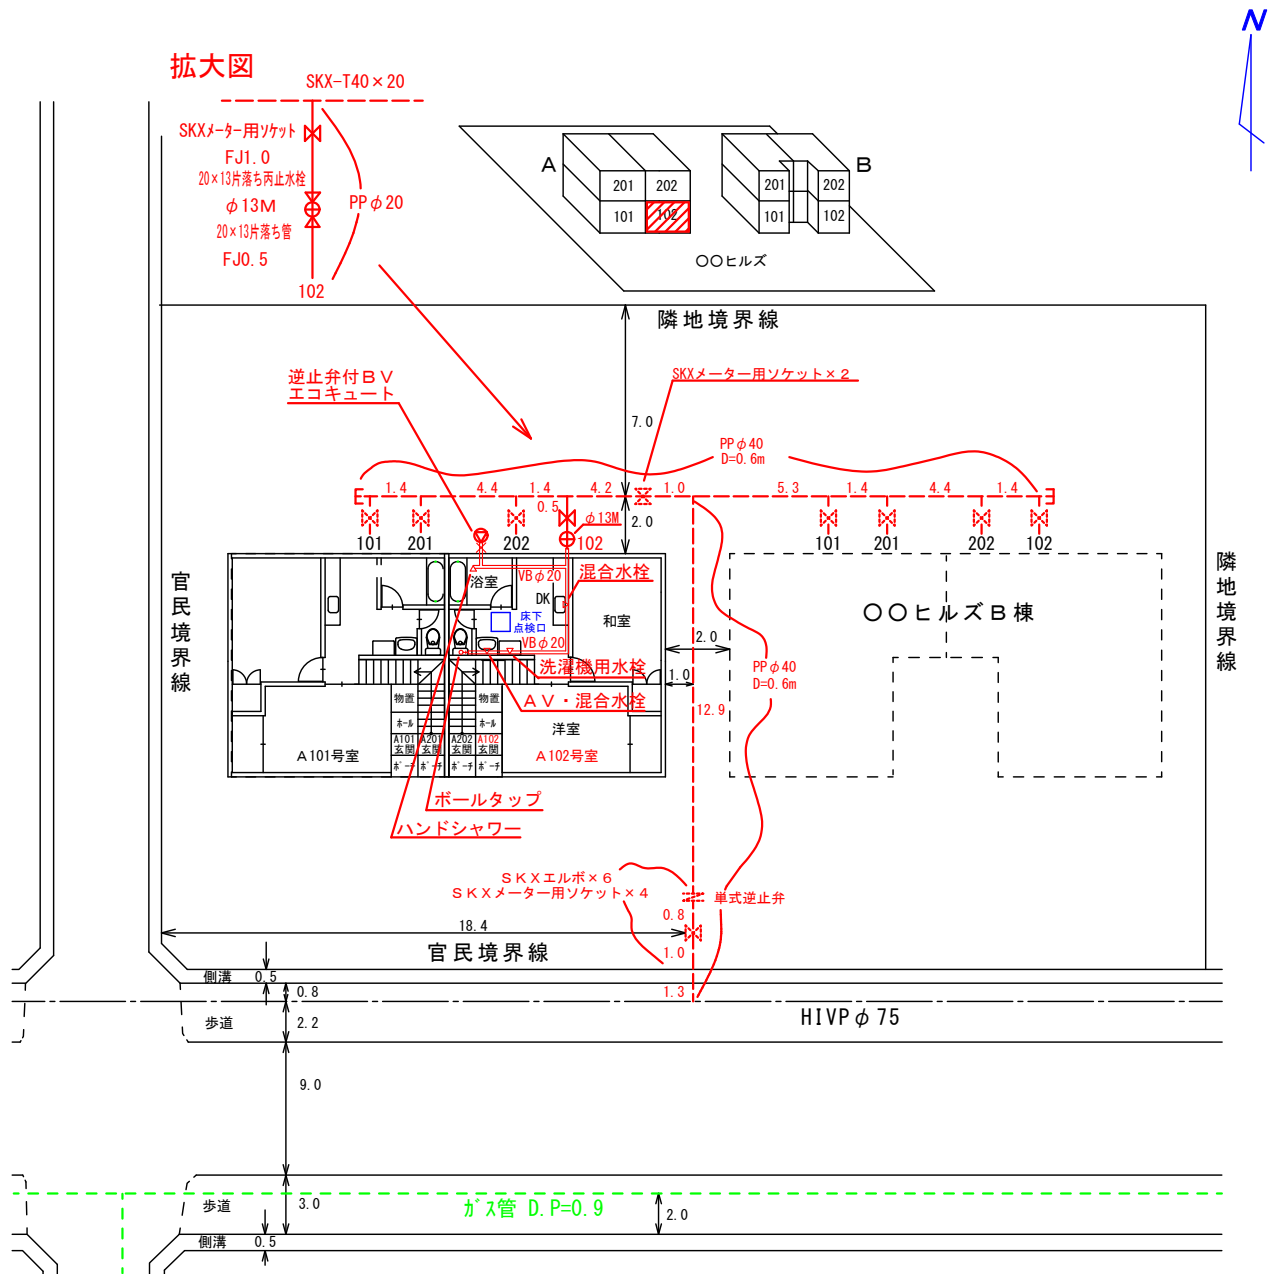 N
拡大図
SKX-T40×20
SKXメーター用ソケット
FJ1.0
20×13片落ち丙止水栓
φ13M
20×13片落ち管
FJ0.5
102
PPφ20
A
201
202
101
102
B
201
202
101
102
〇〇ヒルズ
隣地境界線
逆止弁付BV
エコキュート
SKXメーター用ソケット×2
7.0
PPφ40
D=0.6m
1.4
4.4
1.4
4.2
1.0
5.3
1.4
4.4
1.4
0.5
φ13M
2.0
101
201
202
102
101
201
202
102
官民境界線
隣地境界線
浴室
VBφ20
混合水栓
DK
床下
点検口
和室
VBφ20
〇〇ヒルズB棟
2.0
1.0
洗濯機用水栓
AV・混合水栓
PPφ40
D=0.6m
12.9
物置
物置
ホール
ホール
洋室
A101
玄関
A201
玄関
A202
玄関
A102
玄関
ポーチ
ポーチ
A101号室
A102号室
ボールタップ
ハンドシャワー
SKXエルボ×6
SKXメーター用ソケット×4
単式逆止弁
0.8
18.4
官民境界線
1.0
側溝
0.5
0.8
1.3
歩道
2.2
HIVPφ75
9.0
歩道
3.0
ガス管 D.P=0.9
2.0
側溝
0.5